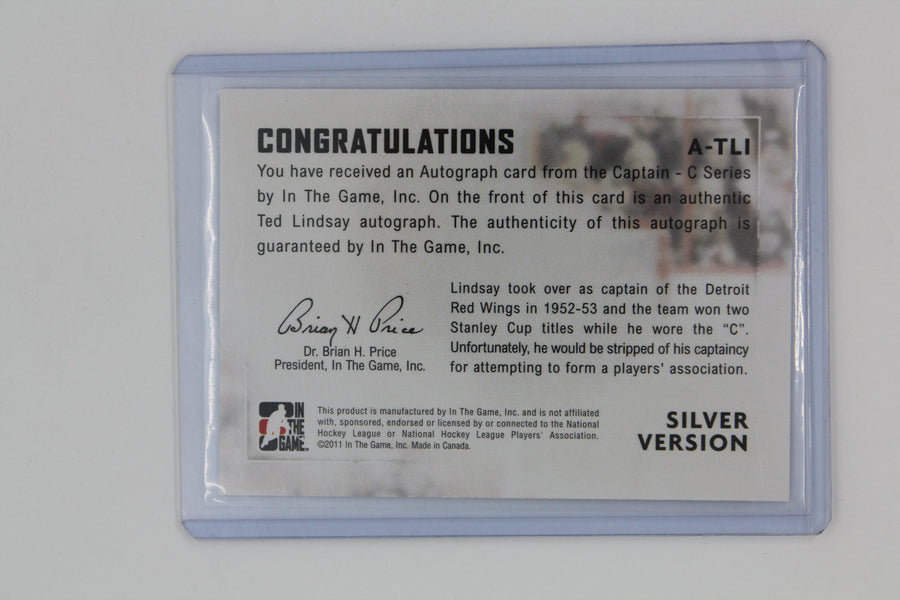 CONGRATULATIONS
A-TLI
You have received an Autograph card from the Captain - C Series
by In The Game, Inc. On the front of this card is an authentic
Ted Lindsay autograph. The authenticity of this autograph is
guaranteed by In The Game, Inc.
Lindsay took over as captain of the Detroit
Red Wings in 1952-53 and the team won two
Stanley Cup titles while he wore the “C”.
Unfortunately, he would be stripped of his captaincy
for attempting to form a players’ association.
Brian H Price
Dr. Brian H. Price
President, In The Game, Inc.
IN
THE
GAME
This product is manufactured by In The Game, Inc. and is not affiliated
with, sponsored, endorsed or licensed by or connected to the National
Hockey League or National Hockey League Players’ Association.
©2011 In The Game, Inc. Made in Canada.
SILVER
VERSION